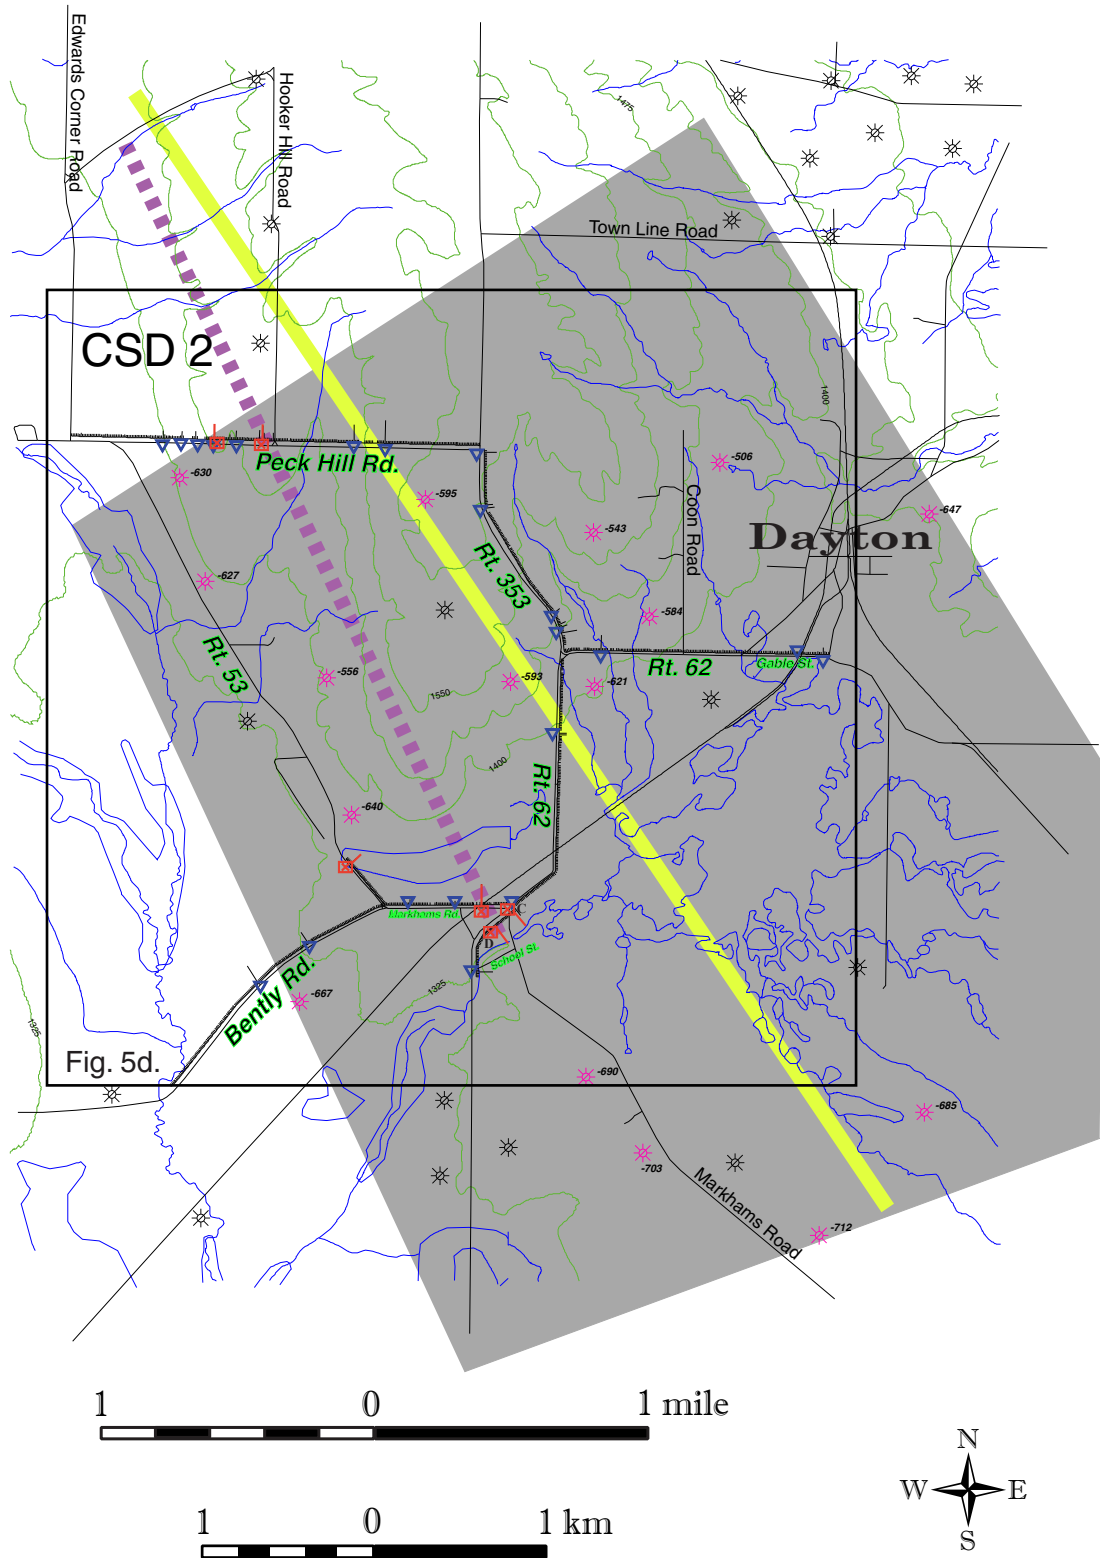 Edwards Corner Road
Hooker Hill Road
1475
Town Line Road
CSD 2
1400
Peck Hill Rd.
-630
-595
-506
-543
Coon Road
-647
Dayton
Rt. 353
-627
-584
Rt. 53
-556
-593
-621
Rt. 62
Gable St.
1550
1400
Rt. 62
-640
Markhams Rd.
C
D
School St.
1325
Bently Rd.
-667
1325
Fig. 5d.
-690
-685
-703
Markhams Road
-712
1 0 1 mile
1 0 1 km
N
W E
S